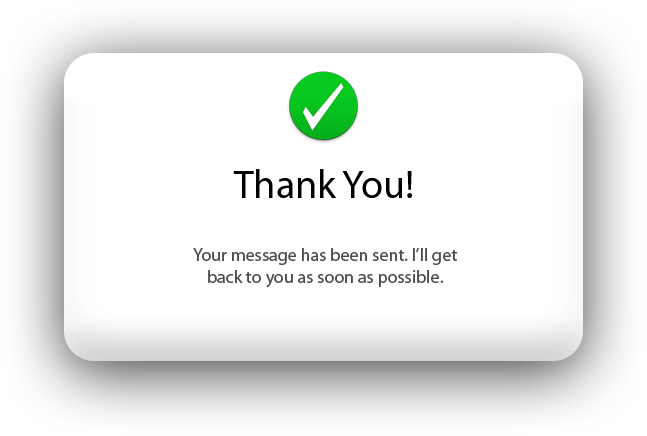 Thank You!
Your message has been sent. I’ll get
back to you as soon as possible.